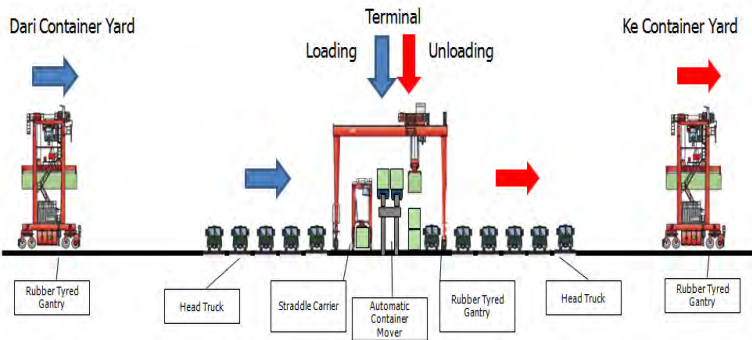 Terminal
Dari Container Yard
Ke Container Yard
Loading
Unloading
Rubber Tyred
Gantry
Head Truck
Straddle Carrier
Automatic
Container
Mover
Rubber Tyred
Gantry
Head Truck
Rubber Tyred
Gantry